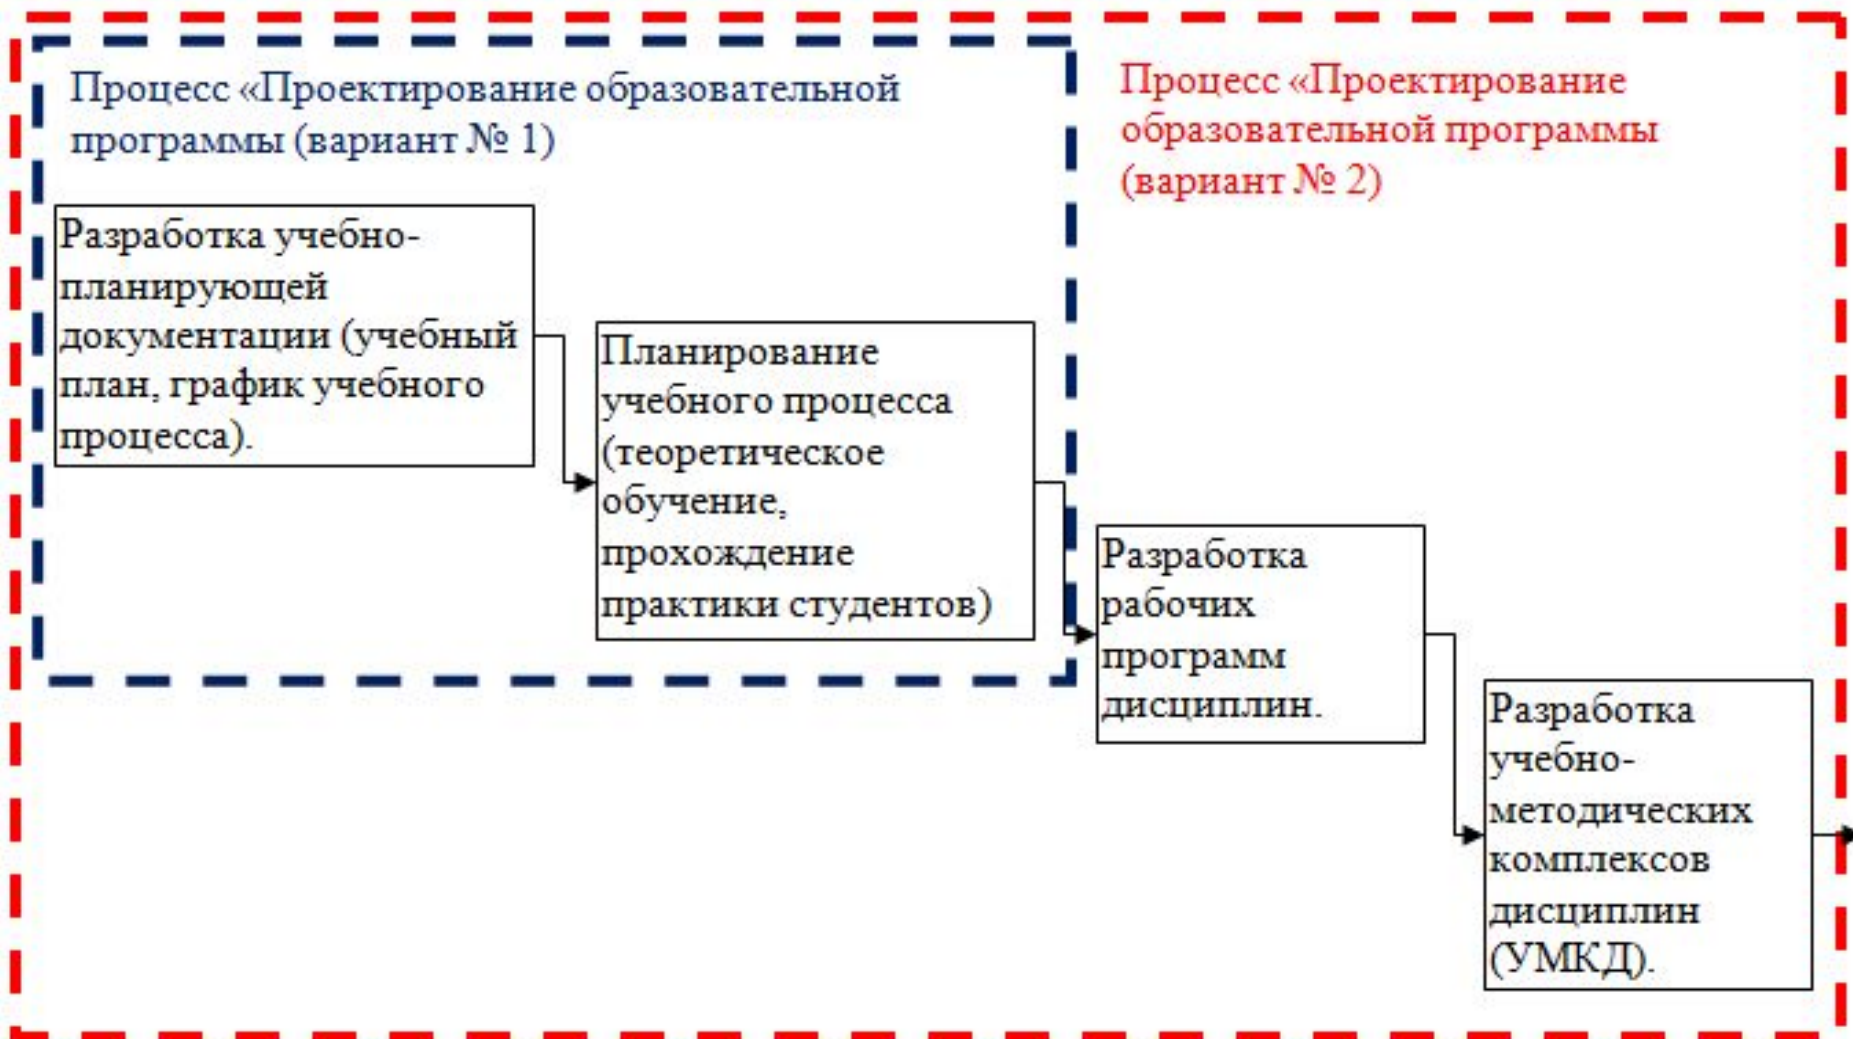 Процесс «Проектирование образовательной
программы (вариант № 1)
Процесс «Проектирование
образовательной программы
(вариант № 2)
Разработка учебно-
планирующей
документации (учебный
план, график учебного
процесса).
Планирование
учебного процесса
(теоретическое
обучение,
прохождение
практики студентов)
Разработка
рабочих
программ
дисциплин.
Разработка
учебно-
методических
комплексов
дисциплин
(УМКД).